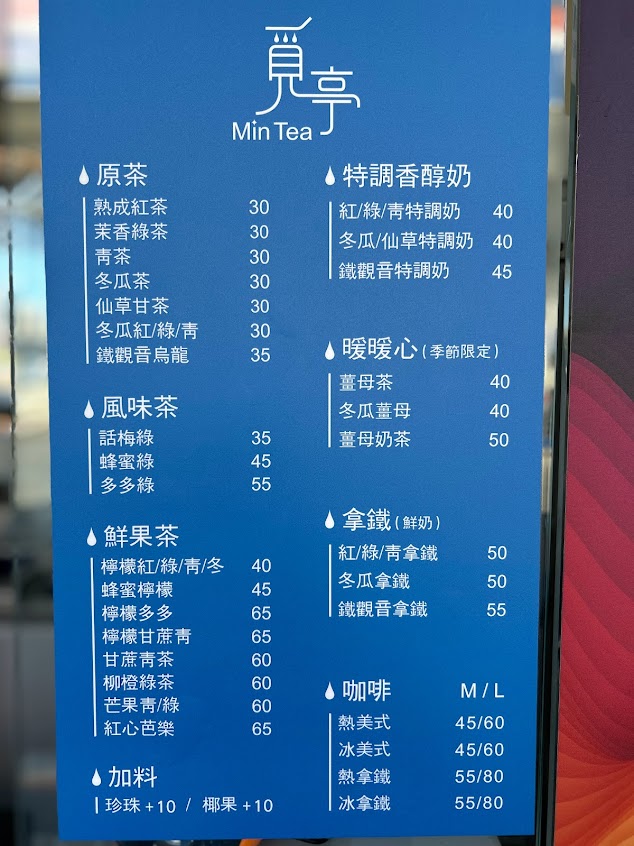 覓亭
Min Tea
原茶
熟成紅茶 30
茉香綠茶 30
青茶 30
冬瓜茶 30
仙草甘茶 30
冬瓜紅/綠/青 30
鐵觀音烏龍 35
風味茶
話梅綠 35
蜂蜜綠 45
多多綠 55
鮮果茶
檸檬紅/綠/青/冬 40
蜂蜜檸檬 45
檸檬多多 65
檸檬甘蔗青 65
甘蔗青茶 60
柳橙綠茶 60
芒果青/綠 60
紅心芭樂 65
加料
珍珠+10 / 椰果+10
特調香醇奶
紅/綠/青特調奶 40
冬瓜/仙草特調奶 40
鐵觀音特調奶 45
暖暖心(季節限定)
薑母茶 40
冬瓜薑母 40
薑母奶茶 50
拿鐵(鮮奶)
紅/綠/青拿鐵 50
冬瓜拿鐵 50
鐵觀音拿鐵 55
咖啡 M/L
熱美式 45/60
冰美式 45/60
熱拿鐵 55/80
冰拿鐵 55/80